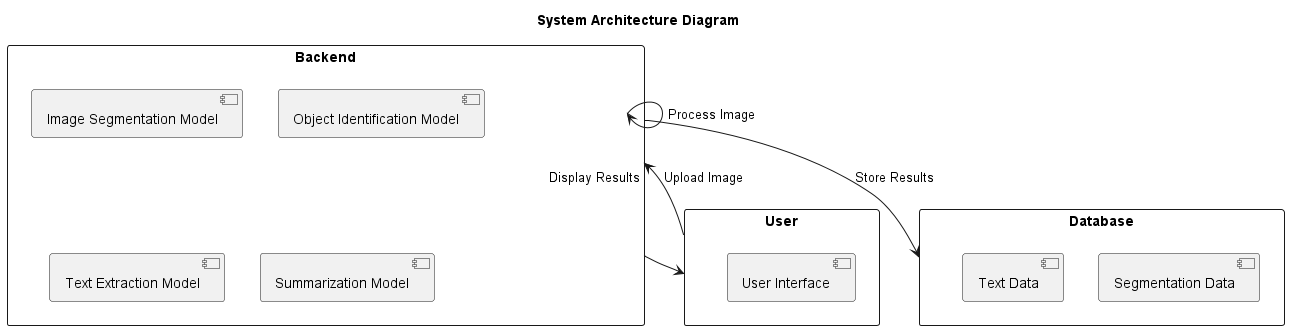 System Architecture Diagram
Backend
Image Segmentation Model
Object Identification Model
Process Image
Display Results
Upload Image
Store Results
User
Database
Text Extraction Model
Summarization Model
User Interface
Text Data
Segmentation Data